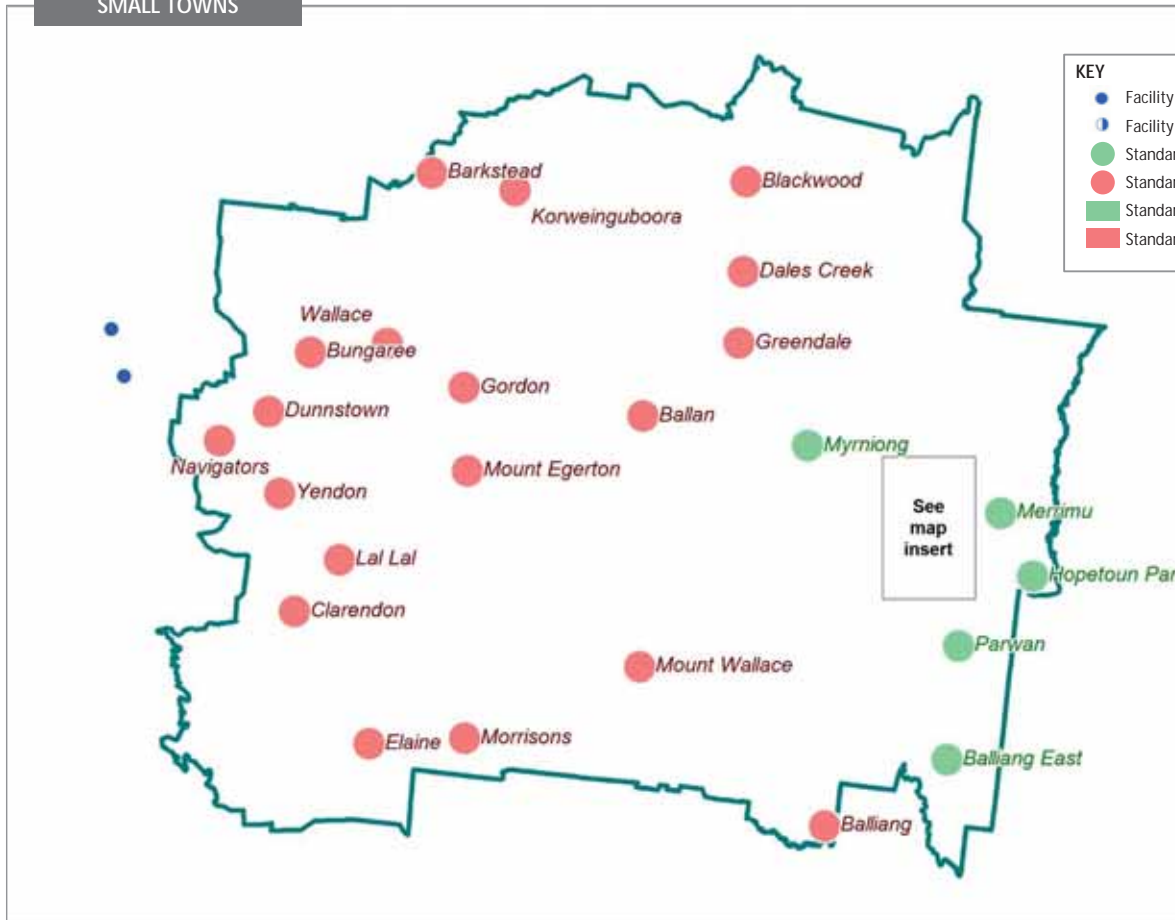 SMALL TOWNS
KEY
Facility
Facility
Standar
Standar
Standar
Standar
Barkstead
Korweinguboora
Blackwood
Dales Creek
Wallace
Bungaree
Greendale
Gordon
Dunnstown
Ballan
Navigators
Mount Egerton
Myrniong
Yendon
See
map
insert
Merrimu
Lal Lal
Hopetoun Par
Clarendon
Parwan
Mount Wallace
Elaine
Morrisons
Balliang East
Balliang